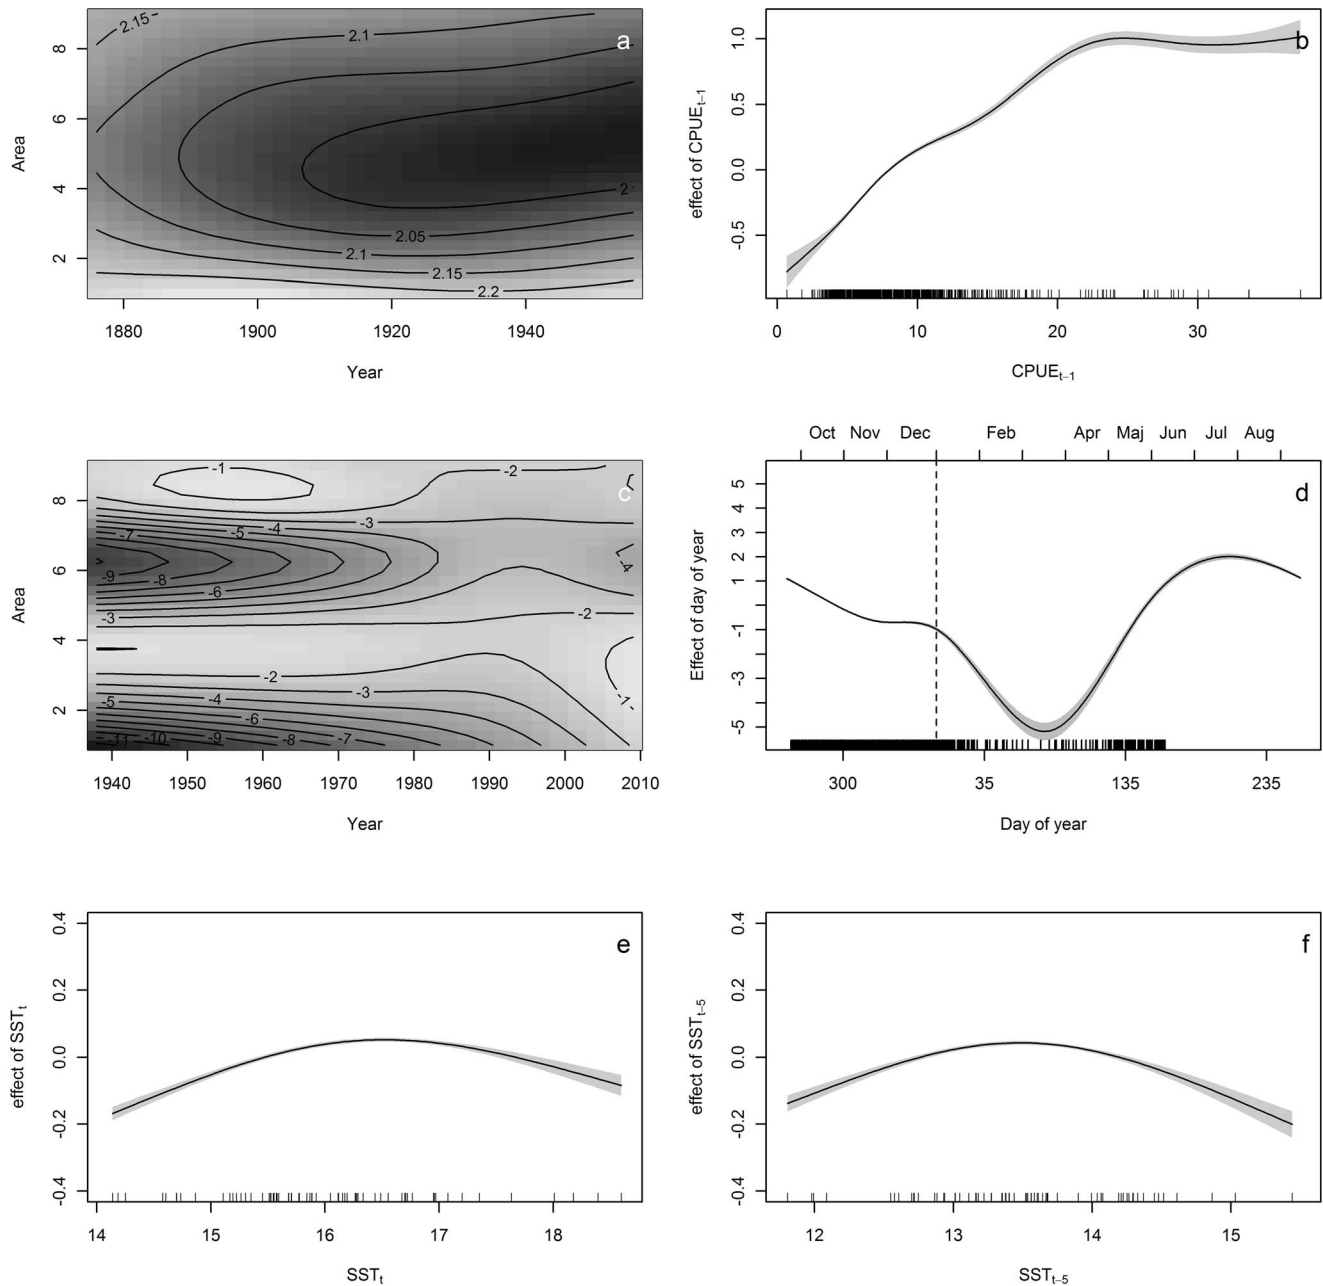 a
2.15
2.1
2
2.05
2.1
2.15
2.2
8
6
4
2
Area
1880 1900 1920 1940
Year
b
1.0
0.5
0.0
-0.5
effect of CPUEt−1
0 10 20 30
CPUEt−1
c
-1
-2
-3
-4
-5
-7
-9
-8
-6
-4
-3
-2
-2
-3
-4
-5
-6
-1
-11
-10
-9
-8
-7
8
6
4
2
Area
1940 1950 1960 1970 1980 1990 2000 2010
Year
Oct Nov Dec Feb Apr Maj Jun Jul Aug
d
5
4
3
2
1
-1
-3
-5
Effect of day of year
300 35 135 235
Day of year
e
0.4
0.2
0.0
-0.2
-0.4
effect of SSTt
14 15 16 17 18
SSTt
f
0.4
0.2
0.0
-0.2
-0.4
effect of SSTt−5
12 13 14 15
SSTt−5